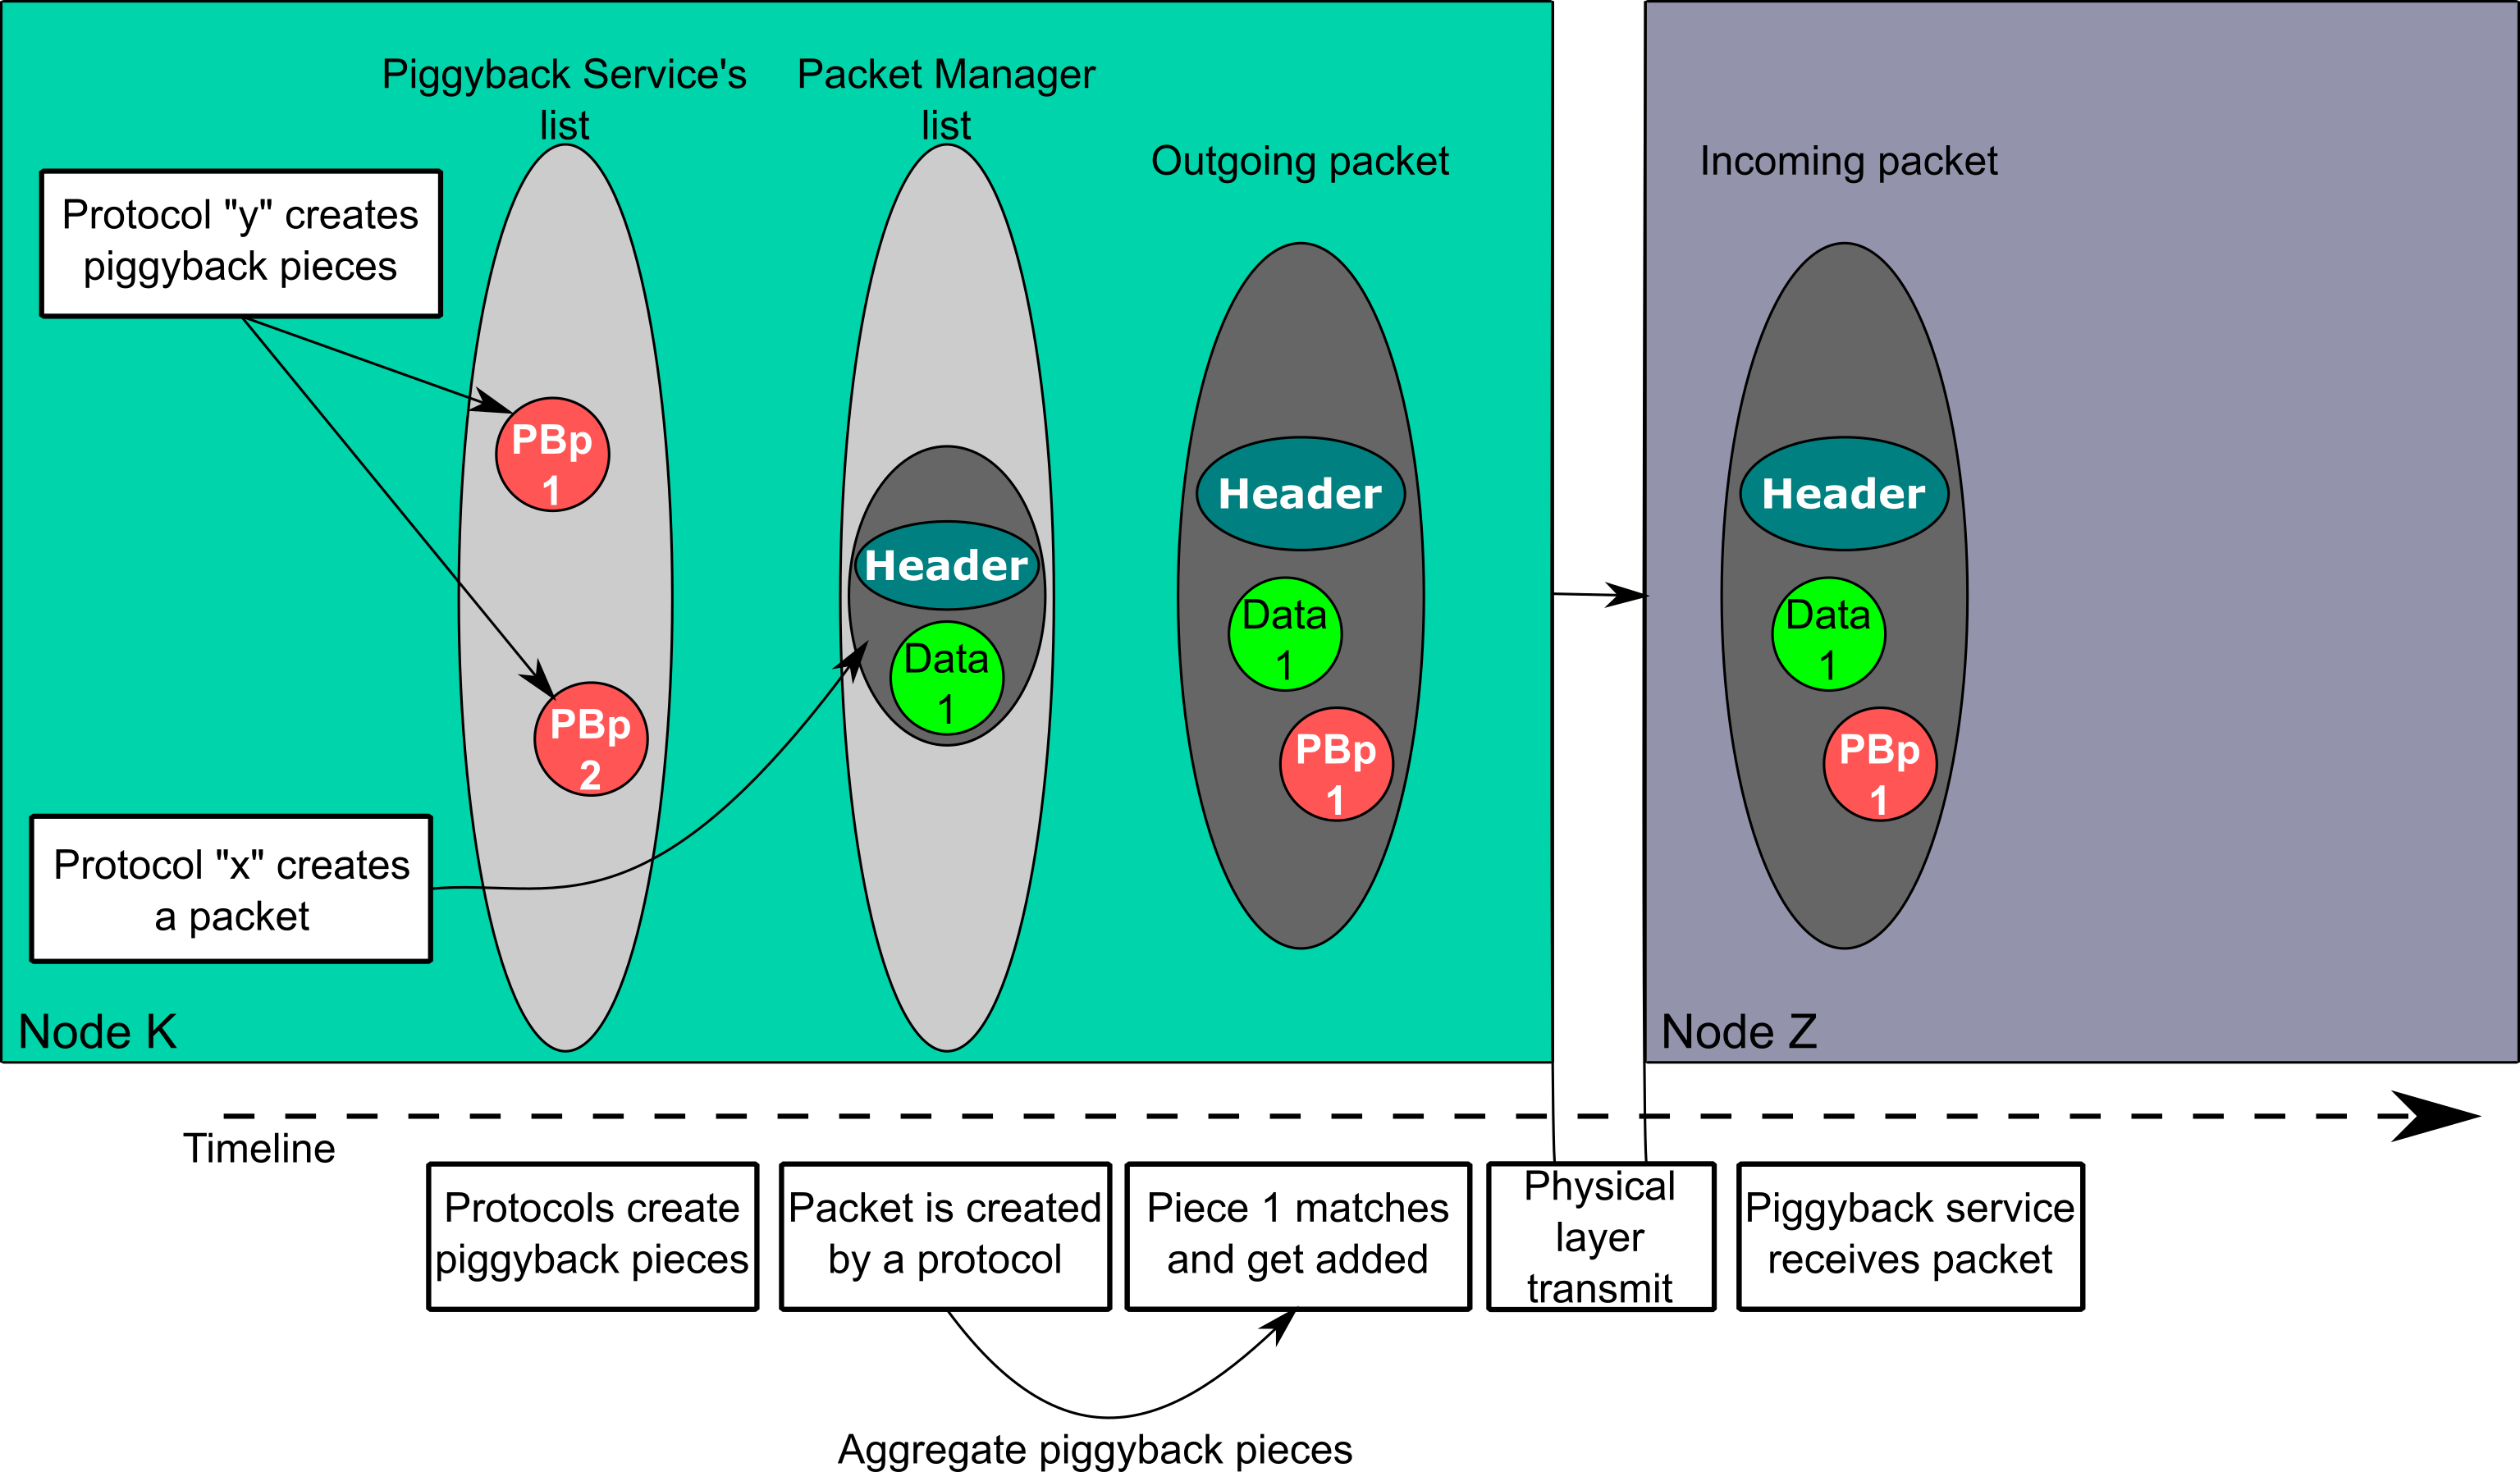 Piggyback Service's
list
Packet Manager
list
Outgoing packet
Incoming packet
Protocol "y" creates
piggyback pieces
PBp
1
PBp
2
Header
Data
1
Header
Data
1
PBp
1
Header
Data
1
PBp
1
Protocol "x" creates
a packet
Node K
Node Z
Timeline
Protocols create
piggyback pieces
Packet is created
by a protocol
Piece 1 matches
and get added
Physical
layer
transmit
Piggyback service
receives packet
Aggregate piggyback pieces